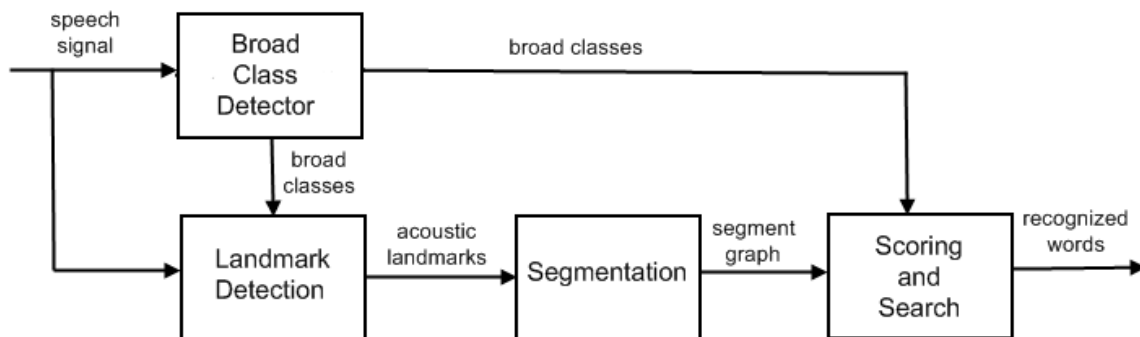 speech
signal
Broad
Class
Detector
broad classes
broad
classes
Landmark
Detection
acoustic
landmarks
Segmentation
segment
graph
Scoring
and
Search
recognized
words